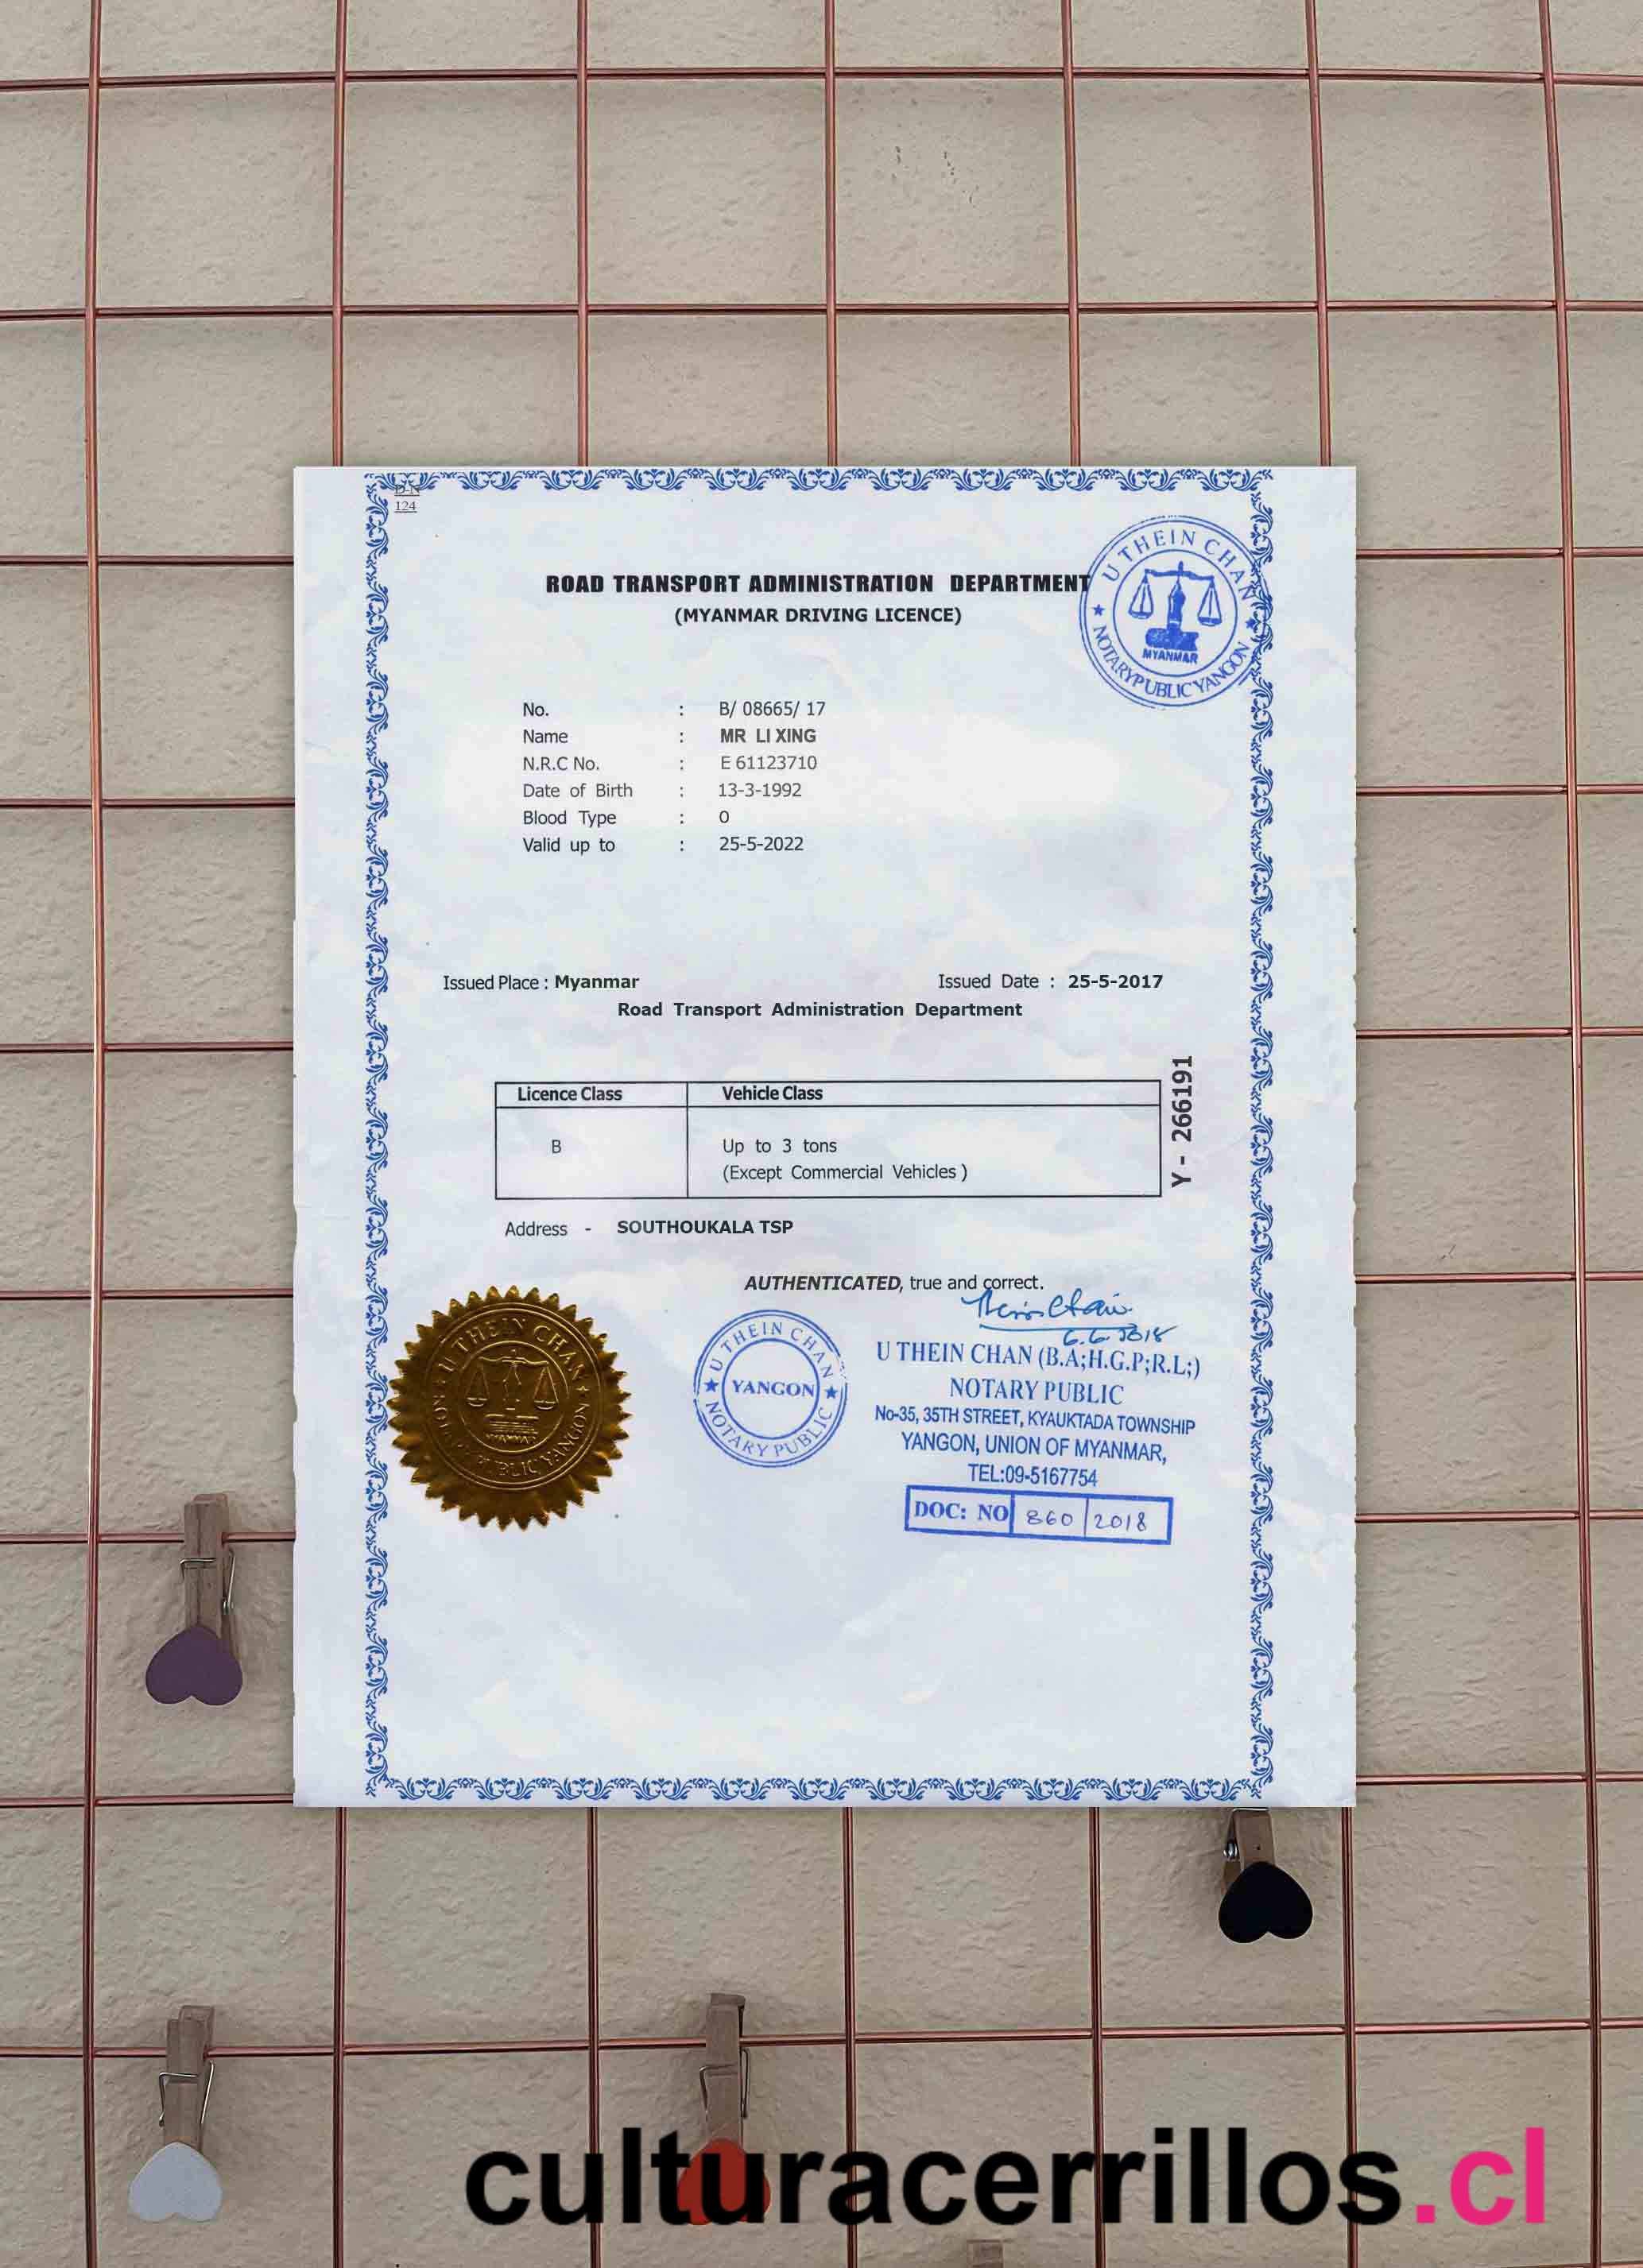 124
ROAD TRANSPORT ADMINISTRATION DEPARTMENT
(MYANMAR DRIVING LICENCE)
U THEIN CHAN
MYANMAR
★ NOTARY PUBLIC YANGON ★
No. : B/ 08665/ 17
Name : MR LI XING
N.R.C No. : E 61123710
Date of Birth : 13-3-1992
Blood Type : O
Valid up to : 25-5-2022
Issued Place : Myanmar Issued Date : 25-5-2017
Road Transport Administration Department
Licence Class Vehicle Class
B Up to 3 tons
(Except Commercial Vehicles )
Y - 266191
Address - SOUTHOUKALA TSP
AUTHENTICATED, true and correct.
Thein Chan
6.6.2018
U THEIN CHAN
MYANMAR
PUBLIC YANGON
U THEIN CHAN
★ YANGON ★
NOTARY PUBLIC
U THEIN CHAN (B.A;H.G.P;R.L;)
NOTARY PUBLIC
No-35, 35TH STREET, KYAUKTADA TOWNSHIP
YANGON, UNION OF MYANMAR,
TEL:09-5167754
DOC: NO 860 2018
culturacerrillos.cl